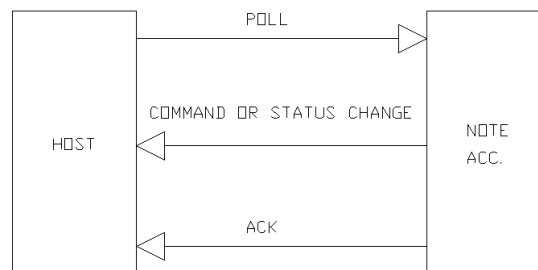 POLL
COMMAND OR STATUS CHANGE
HOST
NOTE
ACC.
ACK